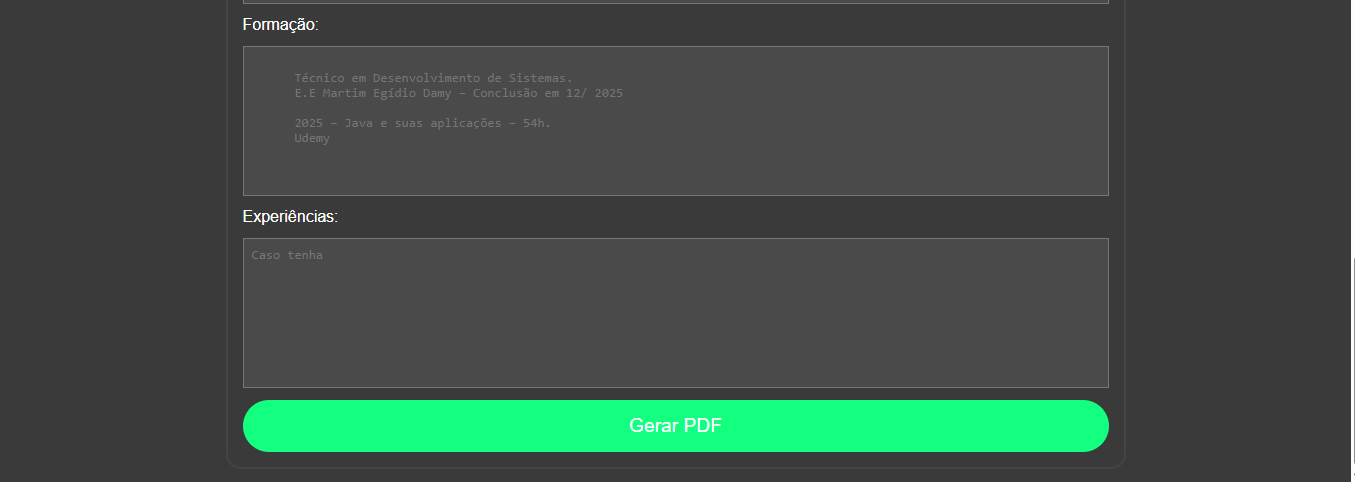 Formação:
Técnico em Desenvolvimento de Sistemas.
E.E Martim Egídio Damy – Conclusão em 12/ 2025
2025 – Java e suas aplicações – 54h.
Udemy
Experiências:
Caso tenha
Gerar PDF